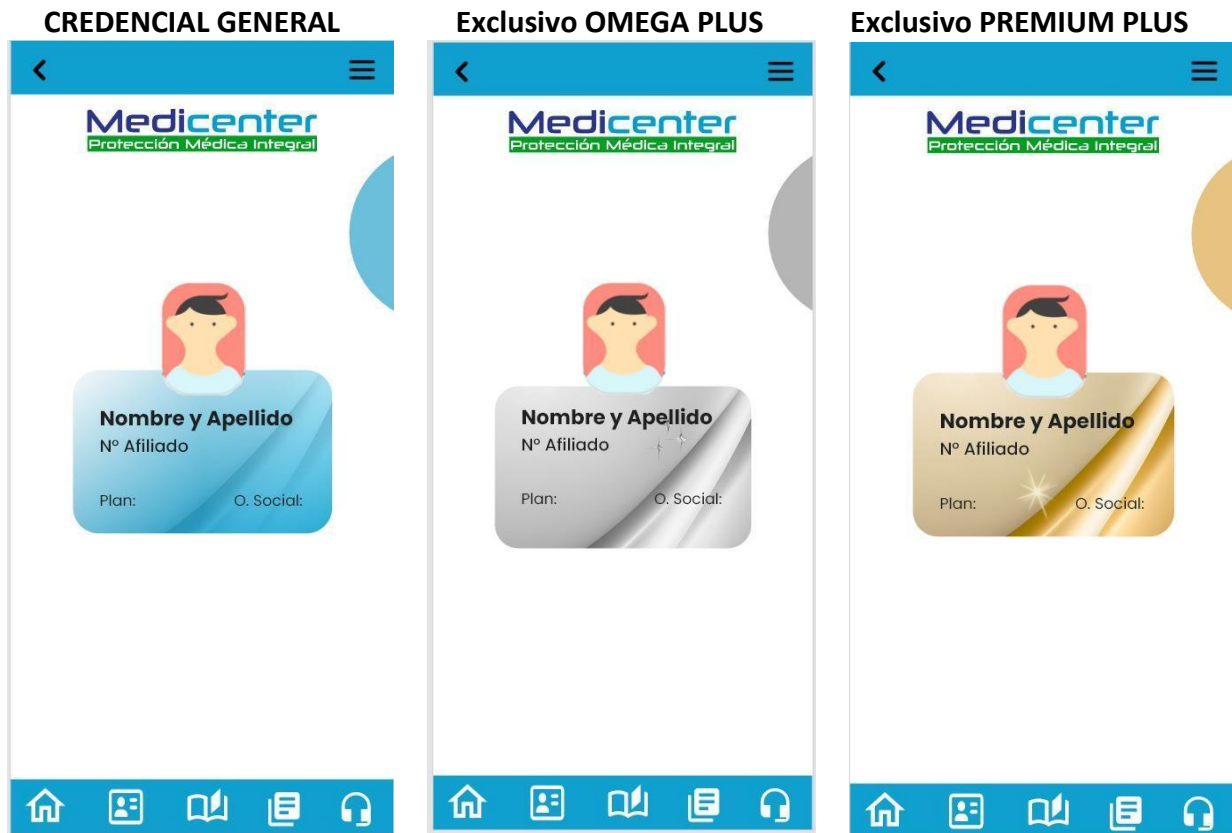 CREDENCIAL GENERAL
Medicenter
Protección Médica Integral
Nombre y Apellido
Nº Afiliado
Plan: O. Social:
Exclusivo OMEGA PLUS
Medicenter
Protección Médica Integral
Nombre y Apellido
Nº Afiliado
Plan: O. Social:
Exclusivo PREMIUM PLUS
Medicenter
Protección Médica Integral
Nombre y Apellido
Nº Afiliado
Plan: O. Social: